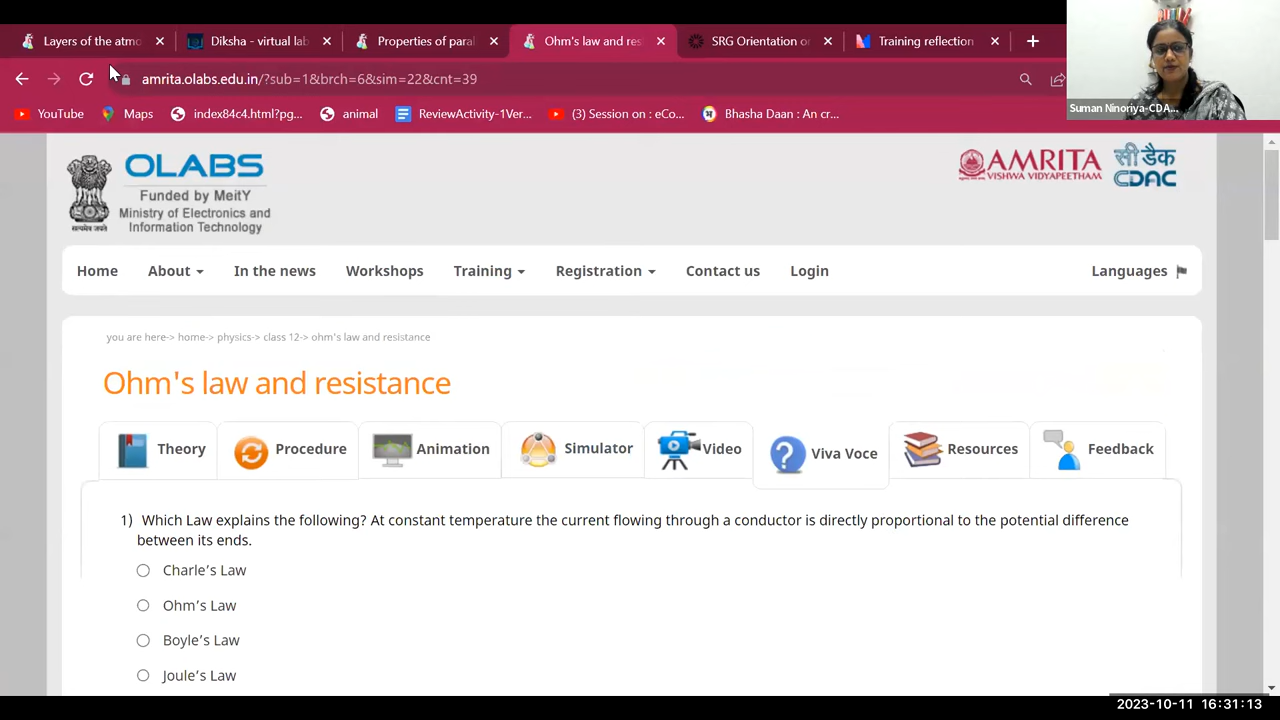 Layers of the atmo
Diksha - virtual lab
Properties of paral
Ohm's law and res
SRG Orientation or
Training reflection
amrita.olabs.edu.in/?sub=1&brch=6&sim=22&cnt=39
YouTube
Maps
index84c4.html?pg...
animal
ReviewActivity-1Ver...
(3) Session on : eCo...
Bhasha Daan : An cr...
Suman Ninoriya-CDA...
OLABS
Funded by MeitY
Ministry of Electronics and
Information Technology
सत्यमेव जयते
AMRITA
VISHWA VIDYAPEETHAM
सी डैक
CDAC
Home
About
In the news
Workshops
Training
Registration
Contact us
Login
Languages
you are here-> home-> physics-> class 12-> ohm's law and resistance
Ohm's law and resistance
Theory
Procedure
Animation
Simulator
Video
Viva Voce
Resources
Feedback
1) Which Law explains the following? At constant temperature the current flowing through a conductor is directly proportional to the potential difference
between its ends.
Charle’s Law
Ohm’s Law
Boyle’s Law
Joule’s Law
2023-10-11 16:31:13